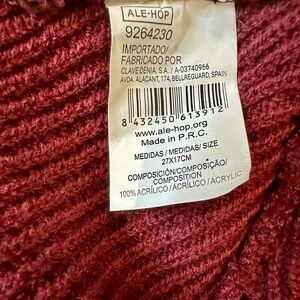 ALE-HOP
9264230
IMPORTADO/
FABRICADO POR
CLAVE DENIA, S.A. / A-03740966
AVDA. ALACANT, 174, BELLREGUARD, SPAIN
8 432450 613912
www.ale-hop.org
Made in P.R.C.
MEDIDAS / MEDIDAS/ SIZE
27X17CM
COMPOSICIÓN/COMPOSIÇÃO/
COMPOSITION
100% ACRÍLICO / ACRÍLICO / ACRYLIC